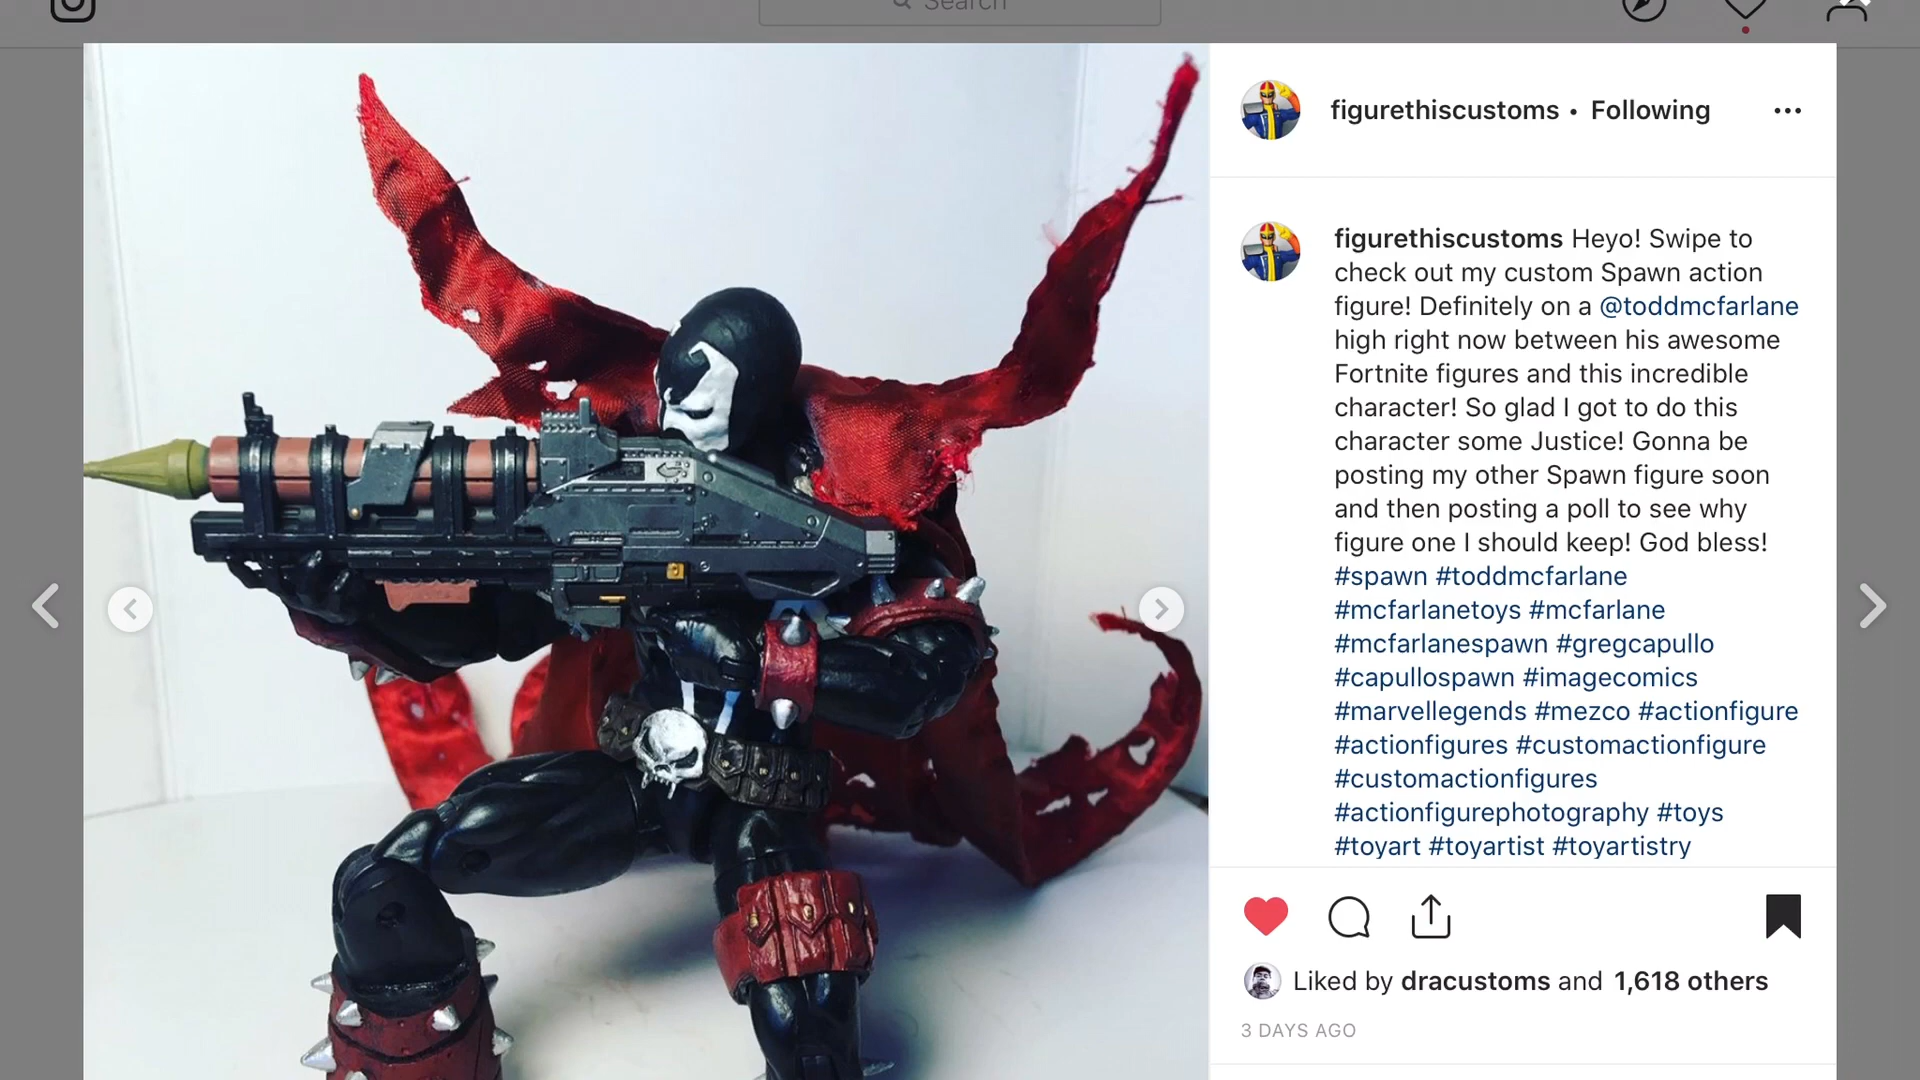 Search
figurethiscustoms • Following
figurethiscustoms Heyo! Swipe to
check out my custom Spawn action
figure! Definitely on a @toddmcfarlane
high right now between his awesome
Fortnite figures and this incredible
character! So glad I got to do this
character some Justice! Gonna be
posting my other Spawn figure soon
and then posting a poll to see why
figure one I should keep! God bless!
#spawn #toddmcfarlane
#mcfarlanetoys #mcfarlane
#mcfarlanespawn #gregcapullo
#capullospawn #imagecomics
#marvellegends #mezco #actionfigure
#actionfigures #customactionfigure
#customactionfigures
#actionfigurephotography #toys
#toyart #toyartist #toyartistry
Liked by dracustoms and 1,618 others
3 DAYS AGO